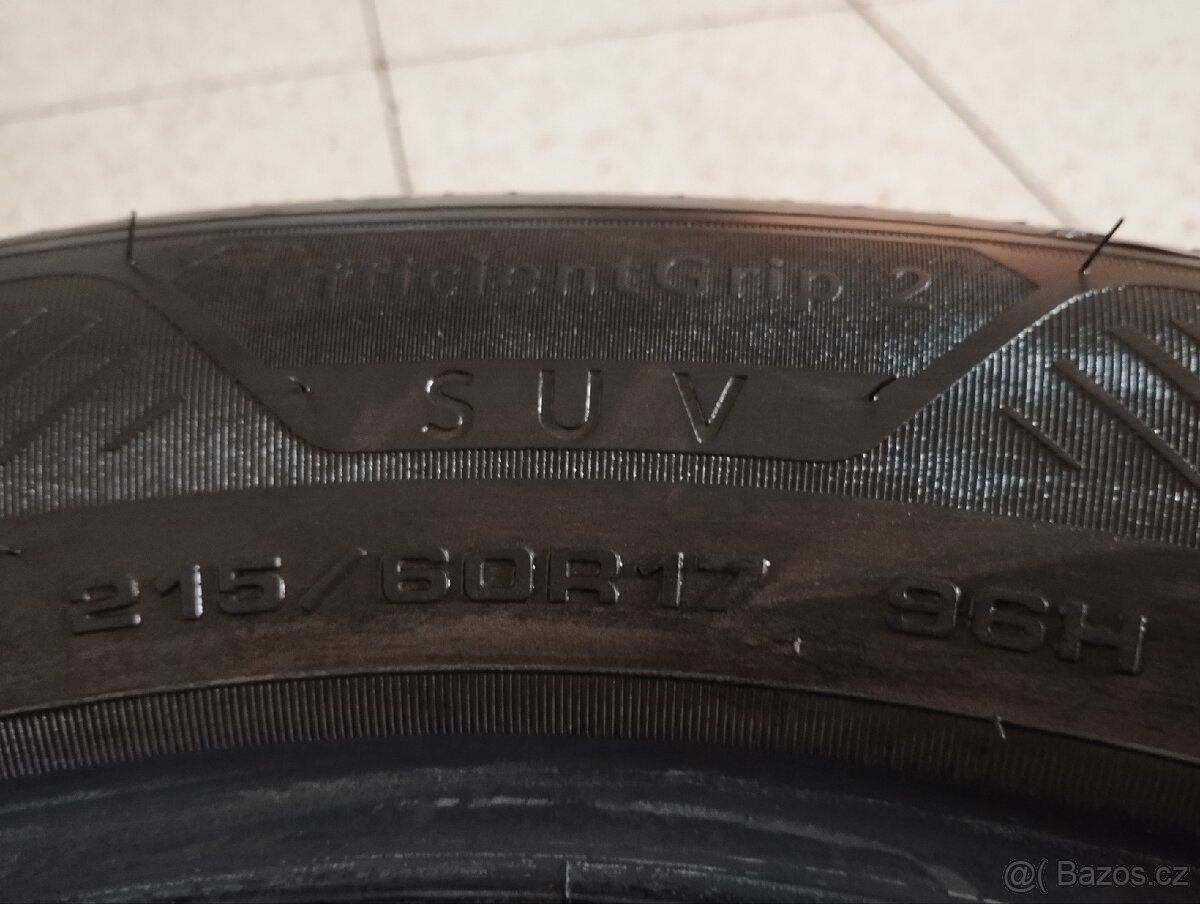 EfficientGrip 2
SUV
215/60R17 96H
@( Bazos.cz